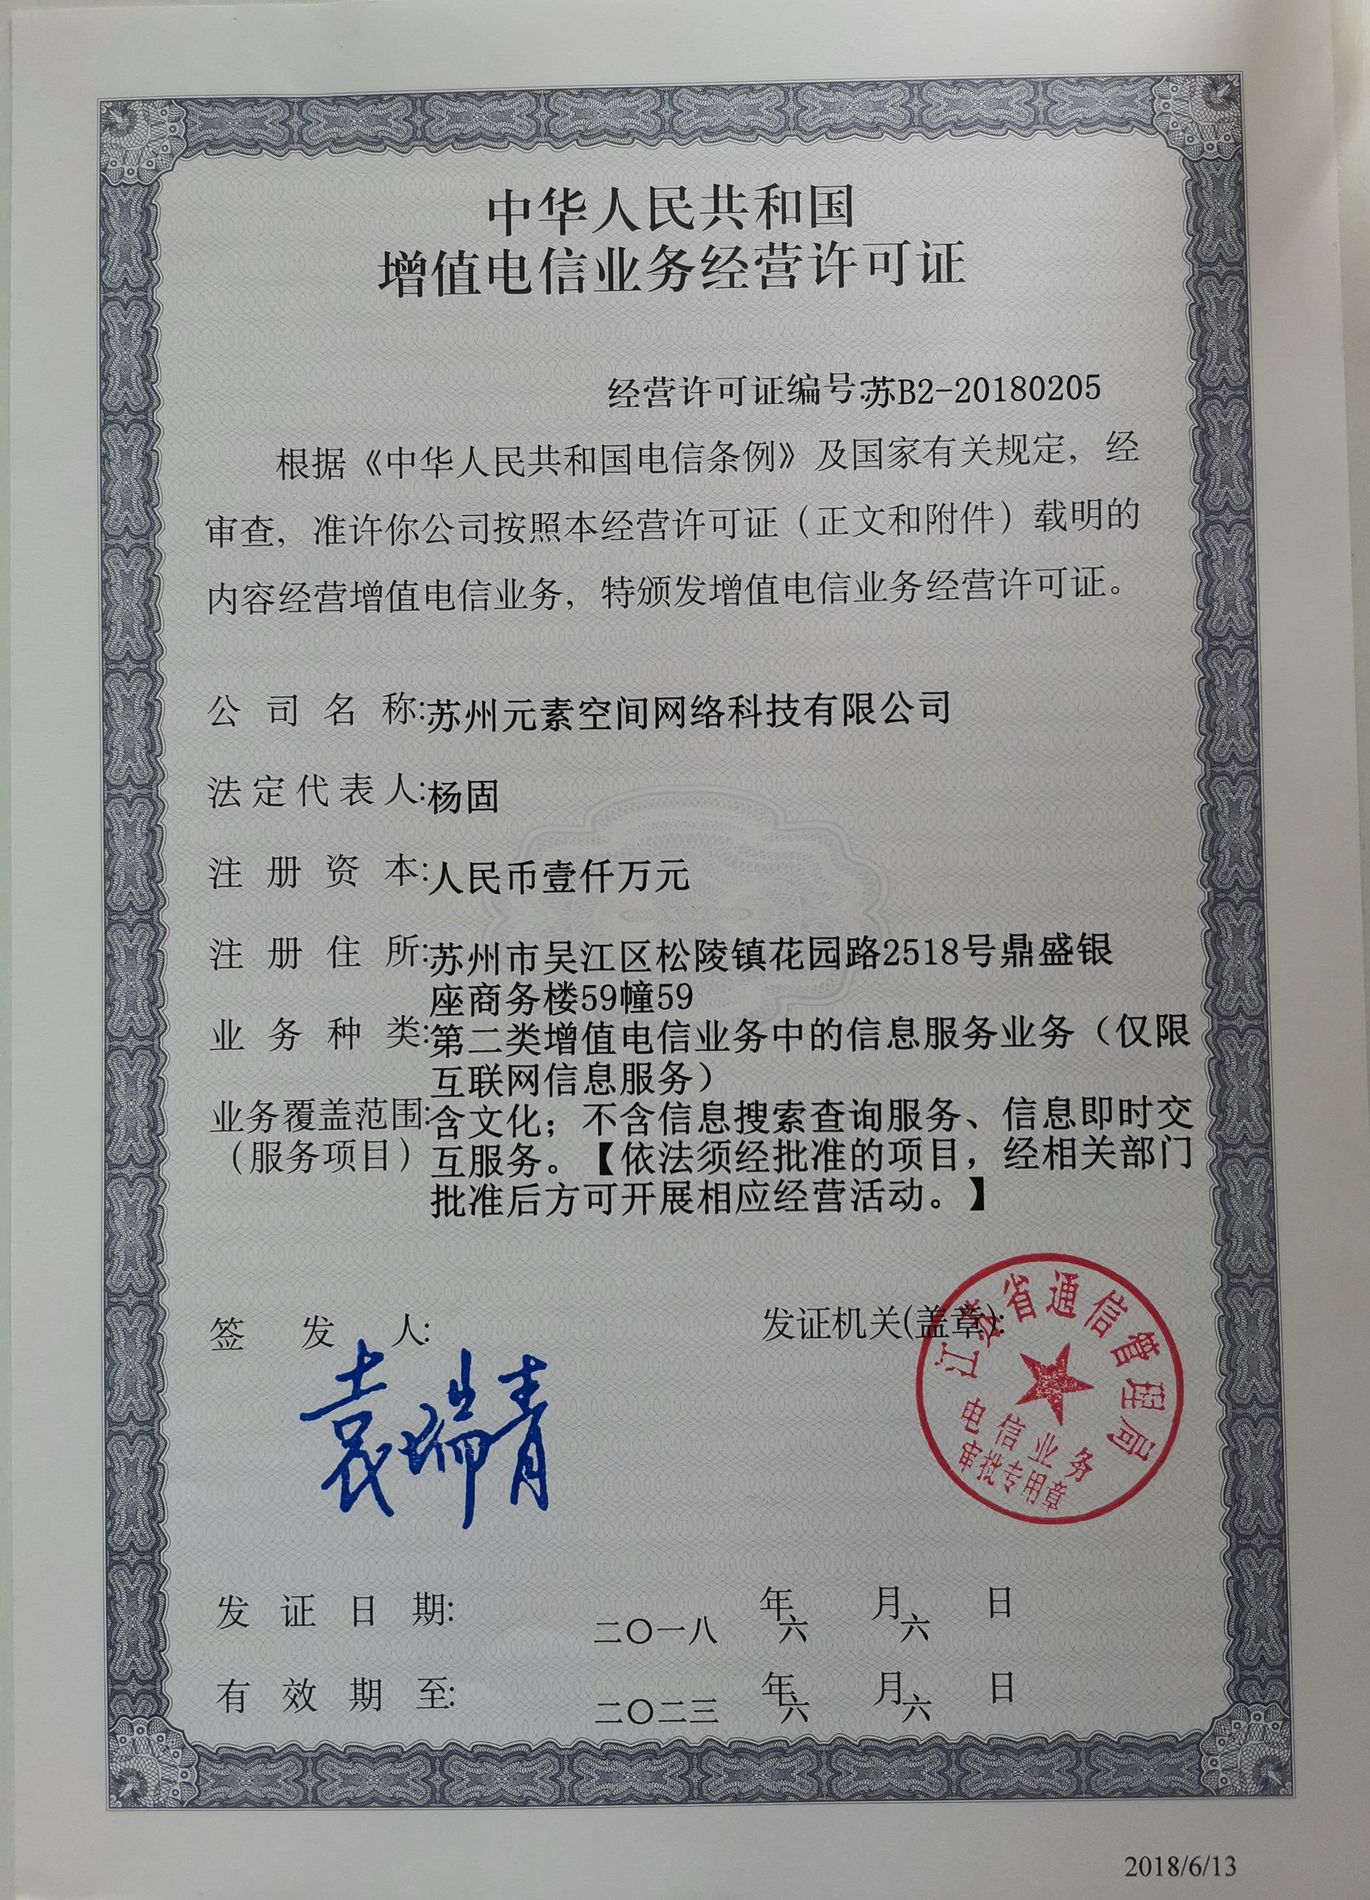 中华人民共和国
增值电信业务经营许可证
经营许可证编号:苏B2-20180205
根据《中华人民共和国电信条例》及国家有关规定，经
审查，准许你公司按照本经营许可证（正文和附件）载明的
内容经营增值电信业务，特颁发增值电信业务经营许可证。
公司名称:苏州元素空间网络科技有限公司
法定代表人:杨固
注册资本:人民币壹仟万元
注册住所:苏州市吴江区松陵镇花园路2518号鼎盛银
座商务楼59幢59
业务种类:第二类增值电信业务中的信息服务业务（仅限
互联网信息服务）
业务覆盖范围:含文化；不含信息搜索查询服务、信息即时交
（服务项目）互服务。【依法须经批准的项目，经相关部门
批准后方可开展相应经营活动。】
签发人:
发证机关(盖章):
袁瑞青
江苏省通信管理局
电信业务
审批专用章
发证日期: 二〇一八年六月六日
有效期至: 二〇二三年六月六日
2018/6/13